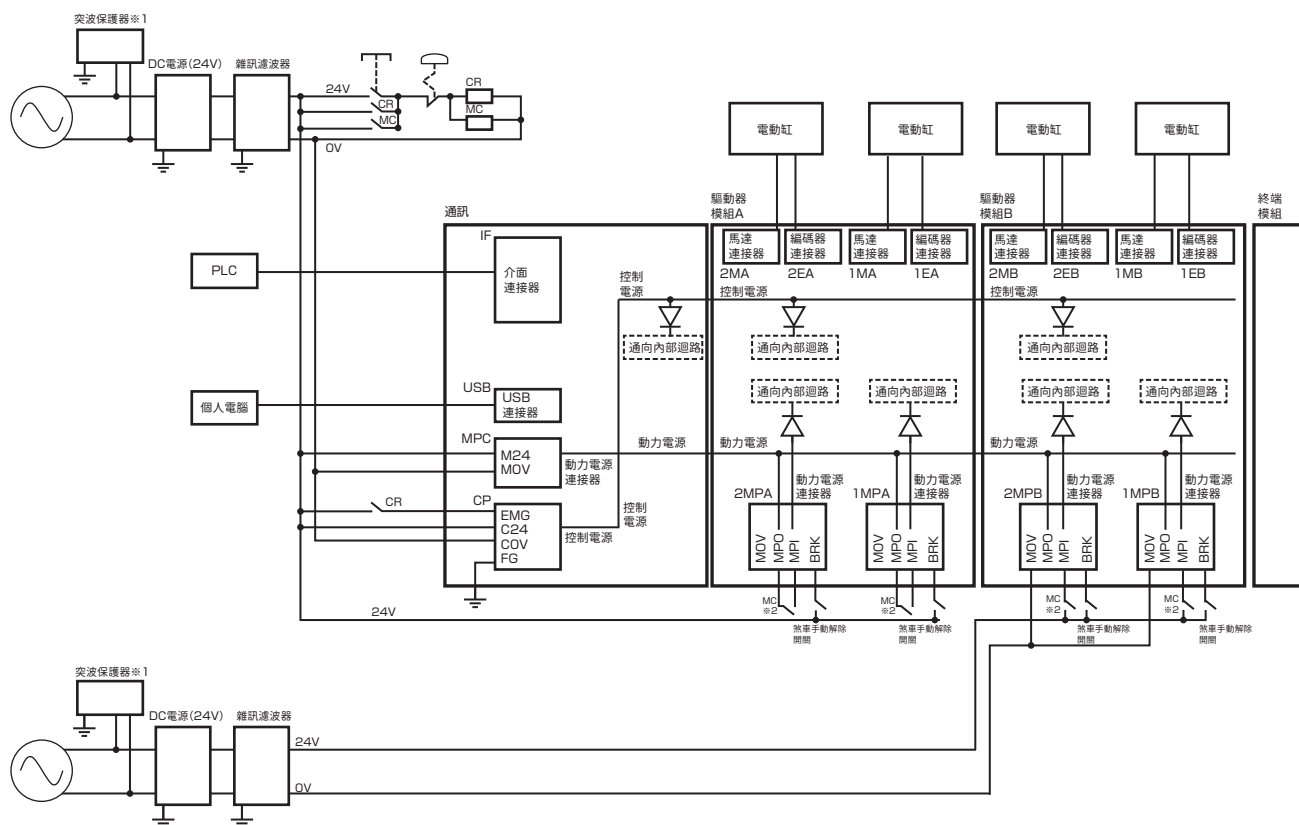 突波保護器※1
DC電源(24V)
雜訊濾波器
24V
CR
MC
0V
CR
MC
電動缸
電動缸
電動缸
電動缸
通訊
驅動器
模組A
驅動器
模組B
終端
模組
IF
介面
連接器
PLC
馬達
連接器
編碼器
連接器
馬達
連接器
編碼器
連接器
馬達
連接器
編碼器
連接器
馬達
連接器
編碼器
連接器
2MA
2EA
1MA
1EA
2MB
2EB
1MB
1EB
控制
電源
控制電源
控制電源
通向內部迴路
通向內部迴路
通向內部迴路
通向內部迴路
通向內部迴路
通向內部迴路
通向內部迴路
個人電腦
USB
USB
連接器
MPC
M24
M0V
動力電源
連接器
動力電源
動力電源
動力電源
CR
CP
EMG
C24
C0V
FG
控制電源
控制
電源
2MPA
動力電源
連接器
1MPA
動力電源
連接器
2MPB
動力電源
連接器
1MPB
動力電源
連接器
M0V
MPO
MPI
BRK
M0V
MPO
MPI
BRK
M0V
MPO
MPI
BRK
M0V
MPO
MPI
BRK
24V
MC
※2
煞車手動解除
開關
MC
※2
煞車手動解除
開關
MC
※2
煞車手動解除
開關
MC
※2
煞車手動解除
開關
突波保護器※1
DC電源(24V)
雜訊濾波器
24V
0V